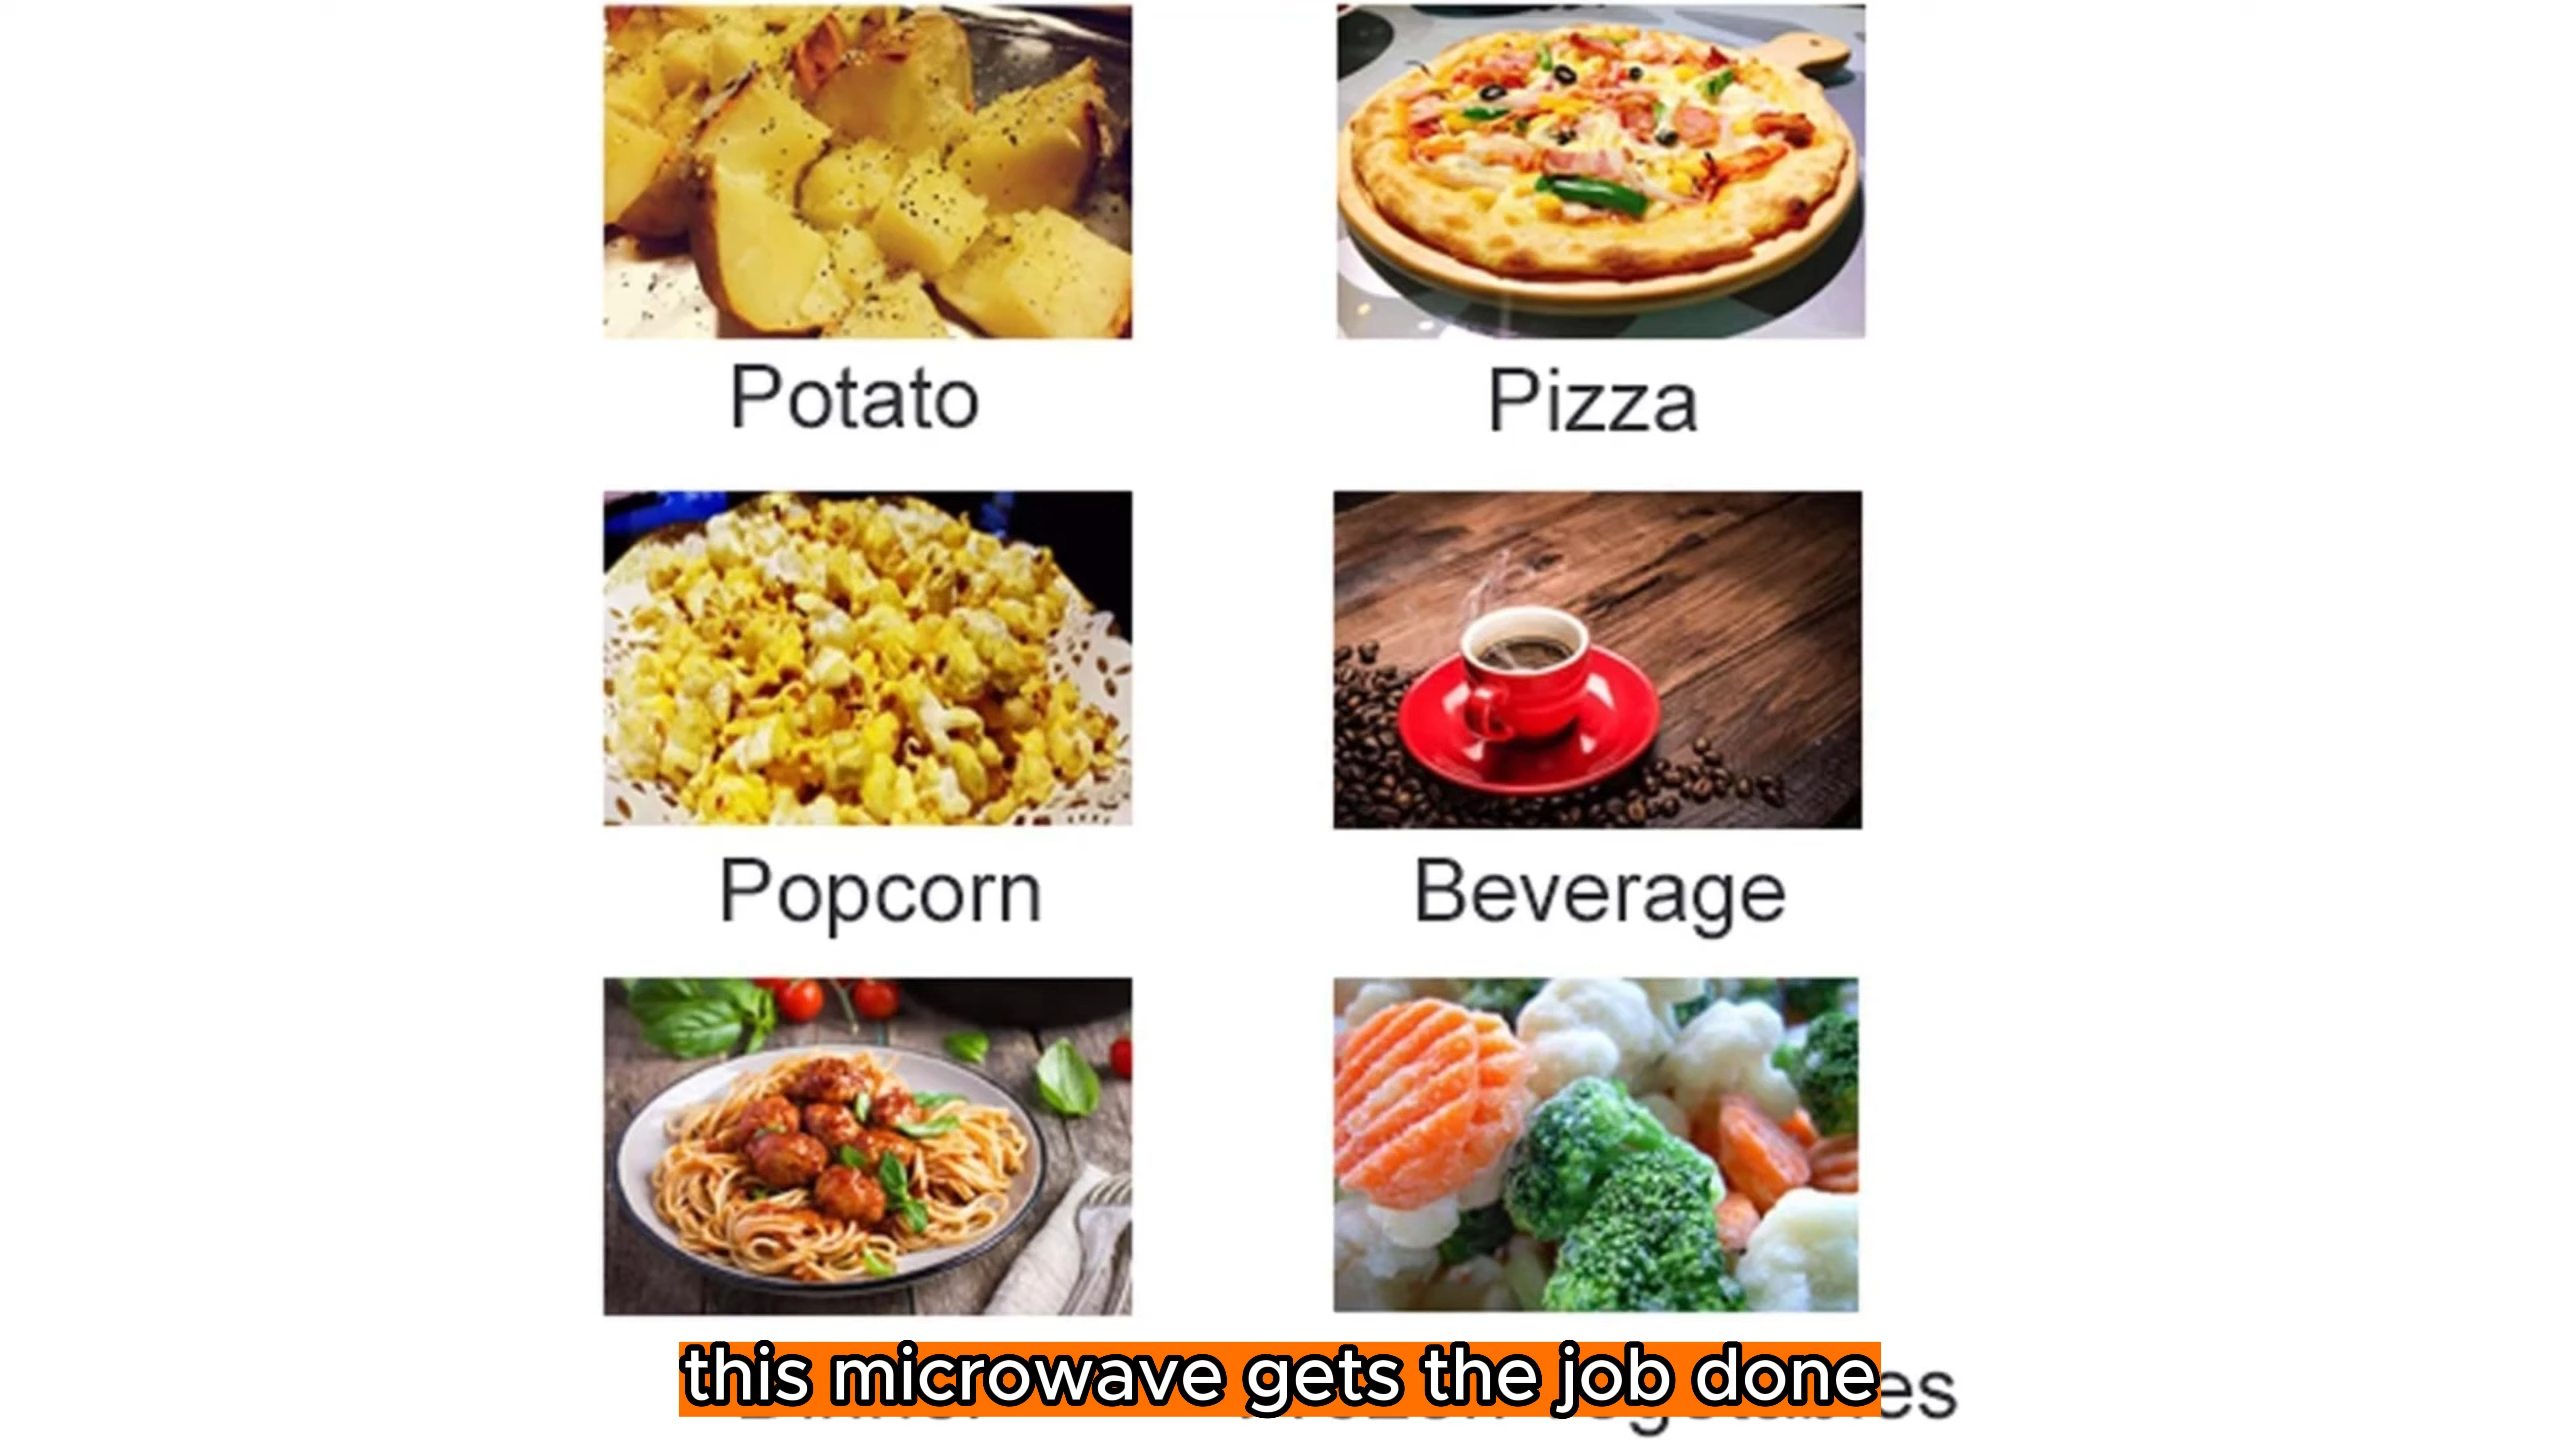 Potato
Pizza
Popcorn
Beverage
this microwave gets the job done